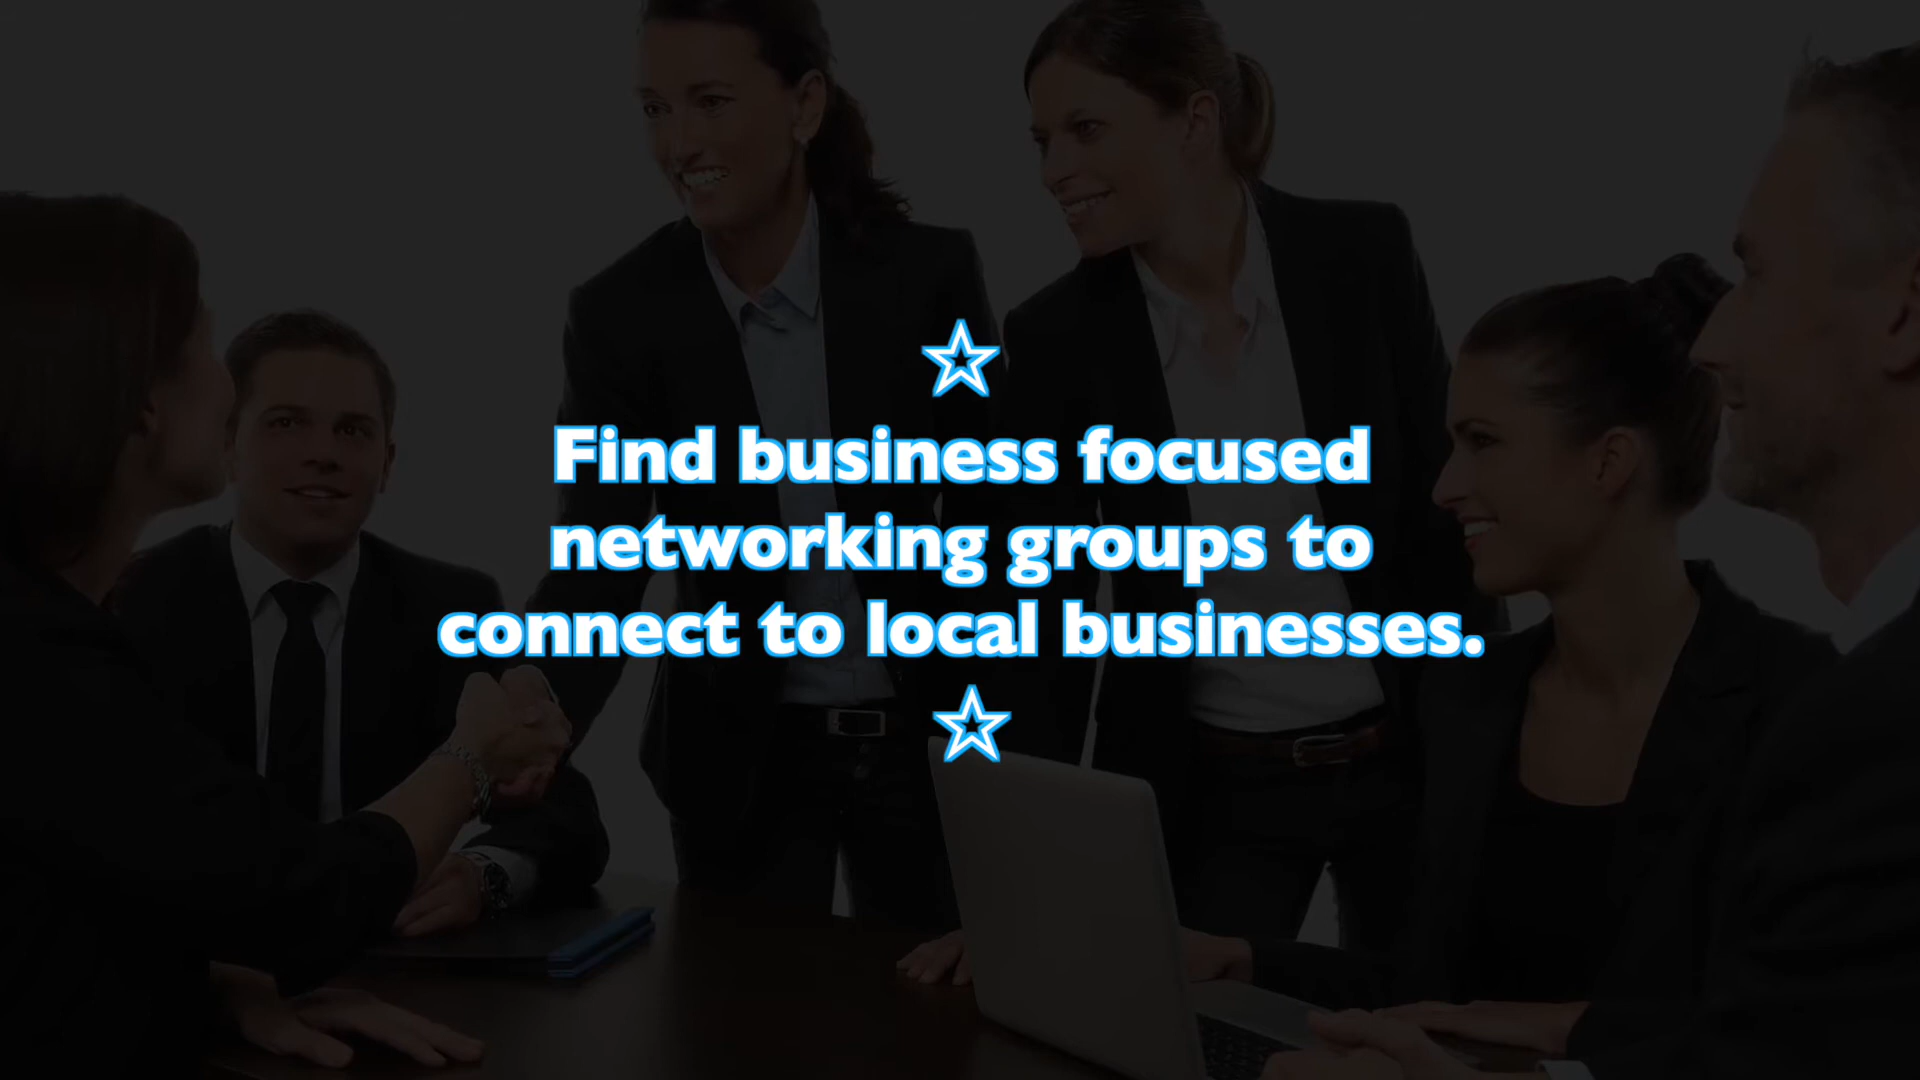 ☆
Find business focused
networking groups to
connect to local businesses.
☆